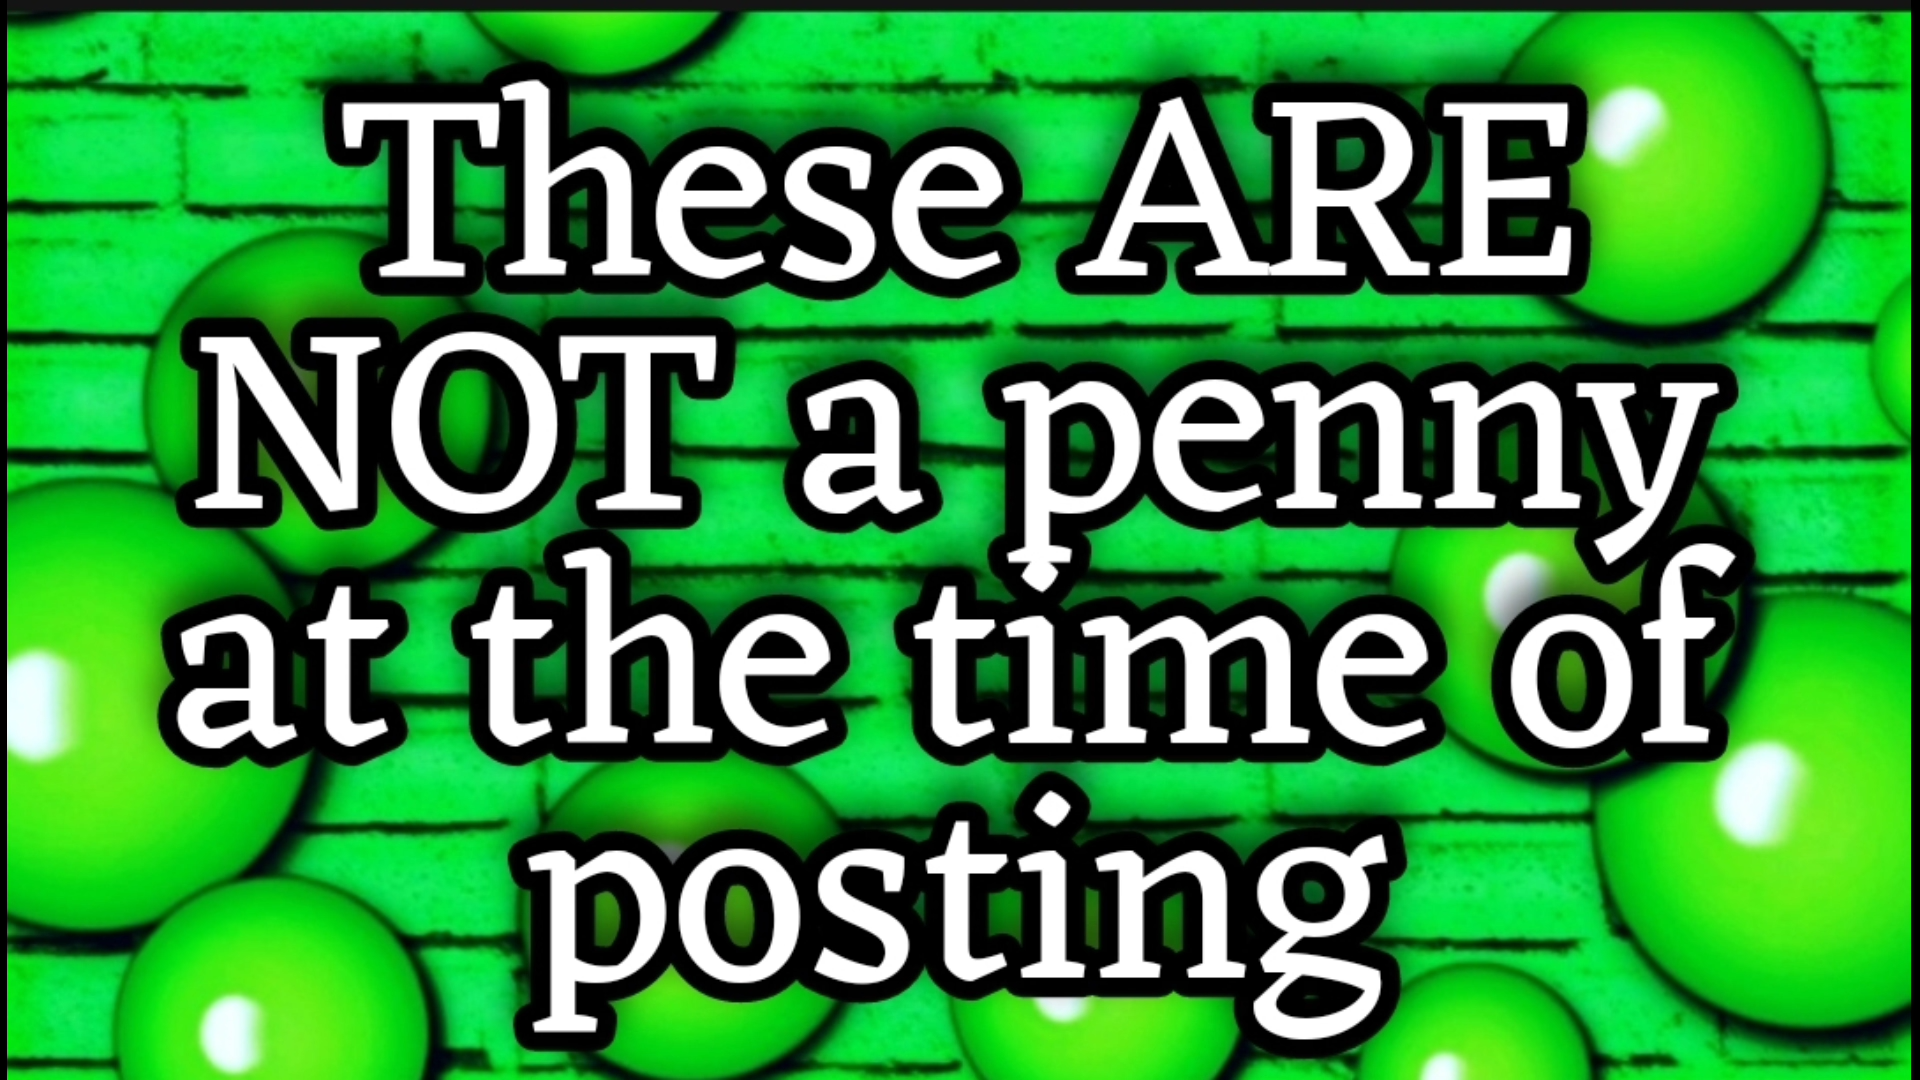 These ARE
NOT a penny
at the time of
posting